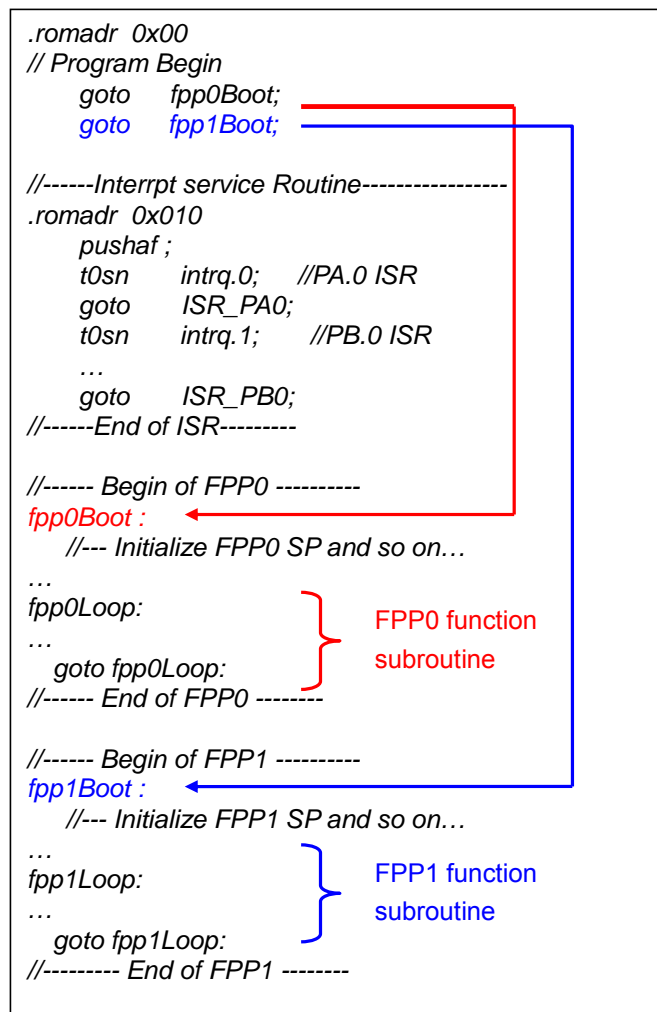 .romadr 0x00
// Program Begin
goto fpp0Boot;
goto fpp1Boot;
//------Interrpt service Routine-----------------
.romadr 0x010
pushaf ;
t0sn intrq.0; //PA.0 ISR
goto ISR_PA0;
t0sn intrq.1; //PB.0 ISR
…
goto ISR_PB0;
//------End of ISR---------
//------ Begin of FPP0 ----------
fpp0Boot :
//--- Initialize FPP0 SP and so on…
…
fpp0Loop:
…
goto fpp0Loop:
FPP0 function
subroutine
//------ End of FPP0 --------
//------ Begin of FPP1 ----------
fpp1Boot :
//--- Initialize FPP1 SP and so on…
…
fpp1Loop:
…
goto fpp1Loop:
FPP1 function
subroutine
//--------- End of FPP1 --------